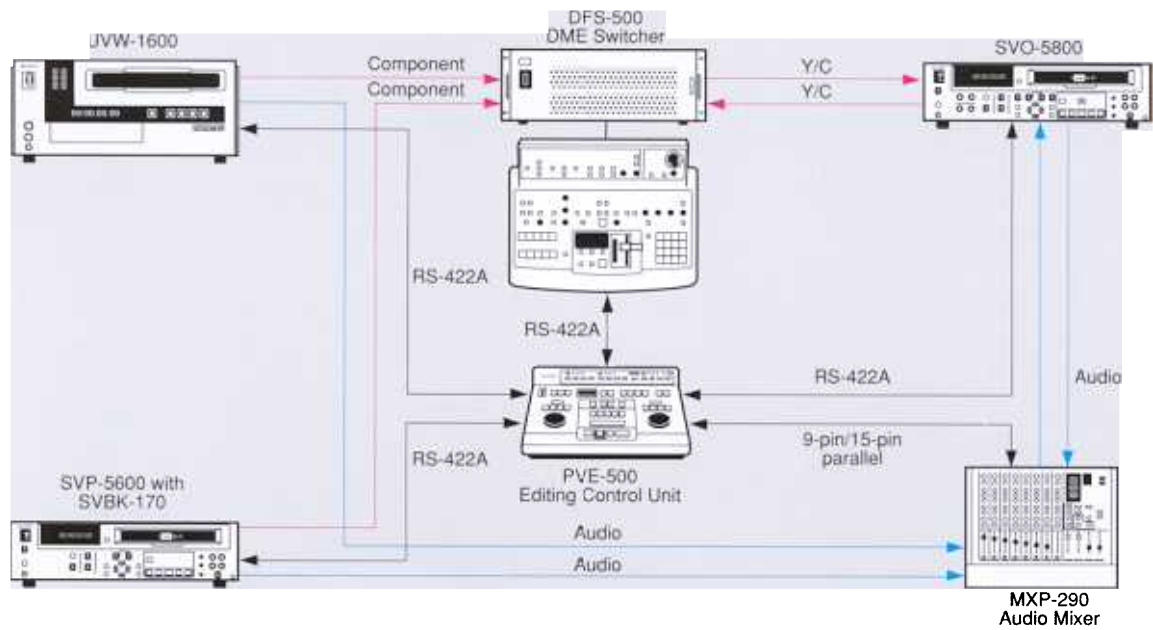 DFS-500
DME Switcher
UVW-1600
SVO-5800
Component
Component
Y/C
Y/C
RS-422A
RS-422A
RS-422A
Audio
RS-422A
9-pin/15-pin
parallel
PVE-500
Editing Control Unit
SVP-5600 with
SVBK-170
Audio
Audio
MXP-290
Audio Mixer